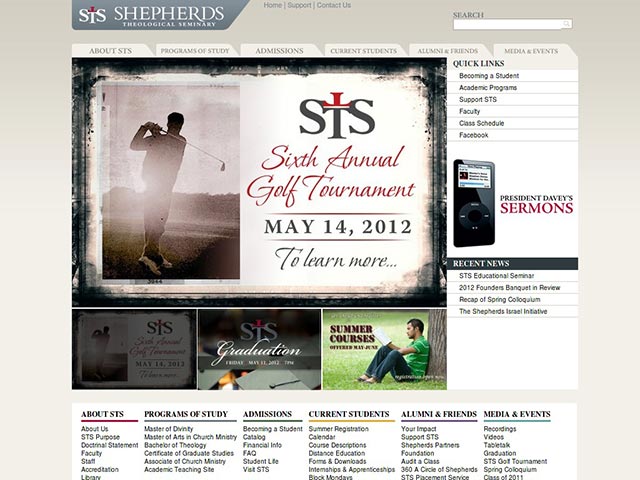 Home | Support | Contact Us
STS SHEPHERDS
THEOLOGICAL SEMINARY
SEARCH
ABOUT STS
PROGRAMS OF STUDY
ADMISSIONS
CURRENT STUDENTS
ALUMNI & FRIENDS
MEDIA & EVENTS
STS
Sixth Annual
Golf Tournament
MAY 14, 2012
To learn more...
QUICK LINKS
Becoming a Student
Academic Programs
Support STS
Faculty
Class Schedule
Facebook
PRESIDENT DAVEY'S
SERMONS
RECENT NEWS
STS Educational Seminar
2012 Founders Banquet in Review
Recap of Spring Colloquium
The Shepherds Israel Initiative
STS
Sixth Annual
Golf Tournament
MAY 14, 2012
To learn more...
STS
Graduation
SUMMER
COURSES
OFFERED MAY-JUNE
registration open now
ABOUT STS
About Us
STS Purpose
Doctrinal Statement
Faculty
Staff
Accreditation
Library
PROGRAMS OF STUDY
Master of Divinity
Master of Arts in Church Ministry
Bachelor of Theology
Certificate of Graduate Studies
Associate of Church Ministry
Academic Teaching Site
ADMISSIONS
Becoming a Student
Catalog
Financial Info
FAQ
Student Life
Visit STS
CURRENT STUDENTS
Summer Registration
Calendar
Course Descriptions
Distance Education
Forms & Downloads
Internships & Apprenticeships
Block Mondays
ALUMNI & FRIENDS
Your Impact
Support STS
Shepherds Partners
Foundation
Audit a Class
360 A Circle of Shepherds
STS Placement Service
MEDIA & EVENTS
Recordings
Videos
Tabletalk
Graduation
STS Golf Tournament
Spring Colloquium
Class of 2011